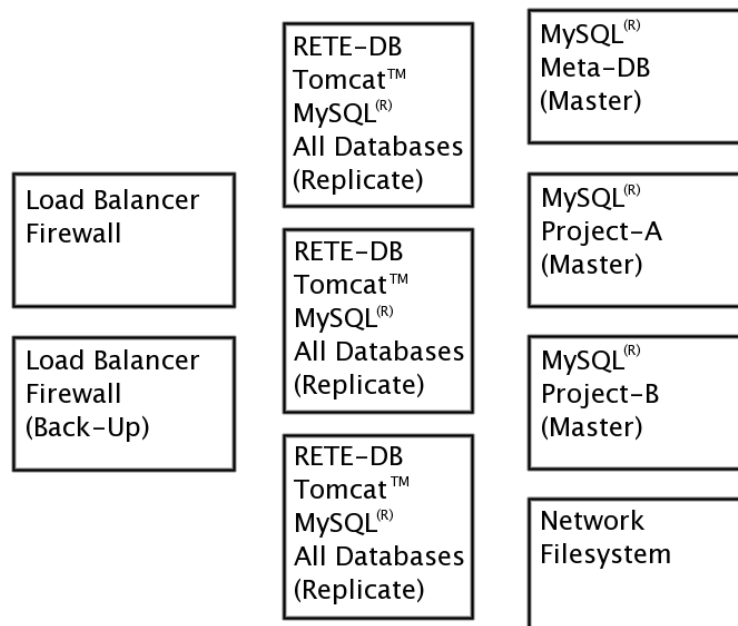 Load Balancer
Firewall
Load Balancer
Firewall
(Back-Up)
RETE-DB
Tomcat™
MySQL(R)
All Databases
(Replicate)
RETE-DB
Tomcat™
MySQL(R)
All Databases
(Replicate)
RETE-DB
Tomcat™
MySQL(R)
All Databases
(Replicate)
MySQL(R)
Meta-DB
(Master)
MySQL(R)
Project-A
(Master)
MySQL(R)
Project-B
(Master)
Network
Filesystem